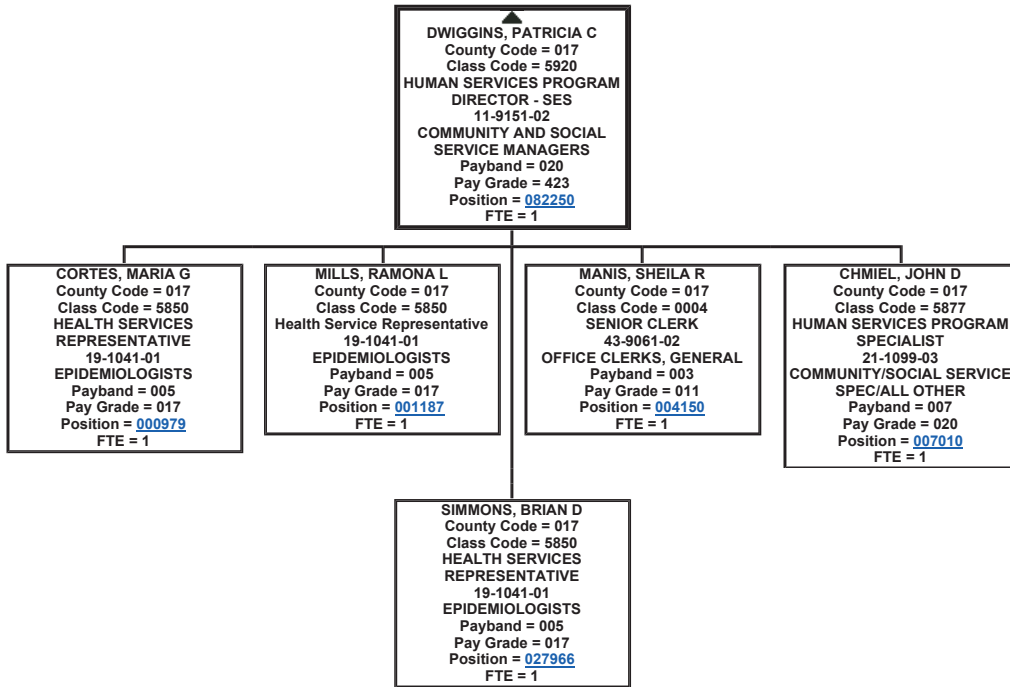 DWIGGINS, PATRICIA C
County Code = 017
Class Code = 5920
HUMAN SERVICES PROGRAM
DIRECTOR - SES
11-9151-02
COMMUNITY AND SOCIAL
SERVICE MANAGERS
Payband = 020
Pay Grade = 423
Position = 082250
FTE = 1
CORTES, MARIA G
County Code = 017
Class Code = 5850
HEALTH SERVICES
REPRESENTATIVE
19-1041-01
EPIDEMIOLOGISTS
Payband = 005
Pay Grade = 017
Position = 000979
FTE = 1
MILLS, RAMONA L
County Code = 017
Class Code = 5850
Health Service Representative
19-1041-01
EPIDEMIOLOGISTS
Payband = 005
Pay Grade = 017
Position = 001187
FTE = 1
MANIS, SHEILA R
County Code = 017
Class Code = 0004
SENIOR CLERK
43-9061-02
OFFICE CLERKS, GENERAL
Payband = 003
Pay Grade = 011
Position = 004150
FTE = 1
CHMIEL, JOHN D
County Code = 017
Class Code = 5877
HUMAN SERVICES PROGRAM
SPECIALIST
21-1099-03
COMMUNITY/SOCIAL SERVICE
SPEC/ALL OTHER
Payband = 007
Pay Grade = 020
Position = 007010
FTE = 1
SIMMONS, BRIAN D
County Code = 017
Class Code = 5850
HEALTH SERVICES
REPRESENTATIVE
19-1041-01
EPIDEMIOLOGISTS
Payband = 005
Pay Grade = 017
Position = 027966
FTE = 1